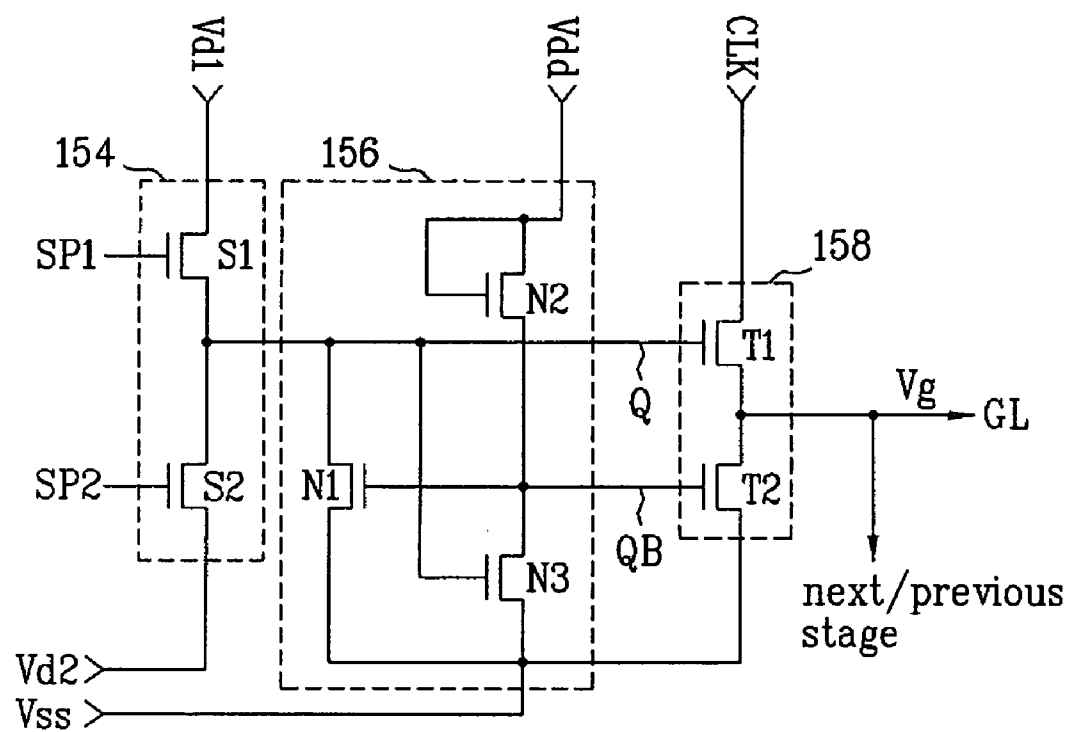 Vd1
Vdd
CLK
154
156
SP1
S1
N2
158
T1
Q
Vg
GL
SP2
S2
N1
T2
QB
N3
next/previous
stage
Vd2
Vss